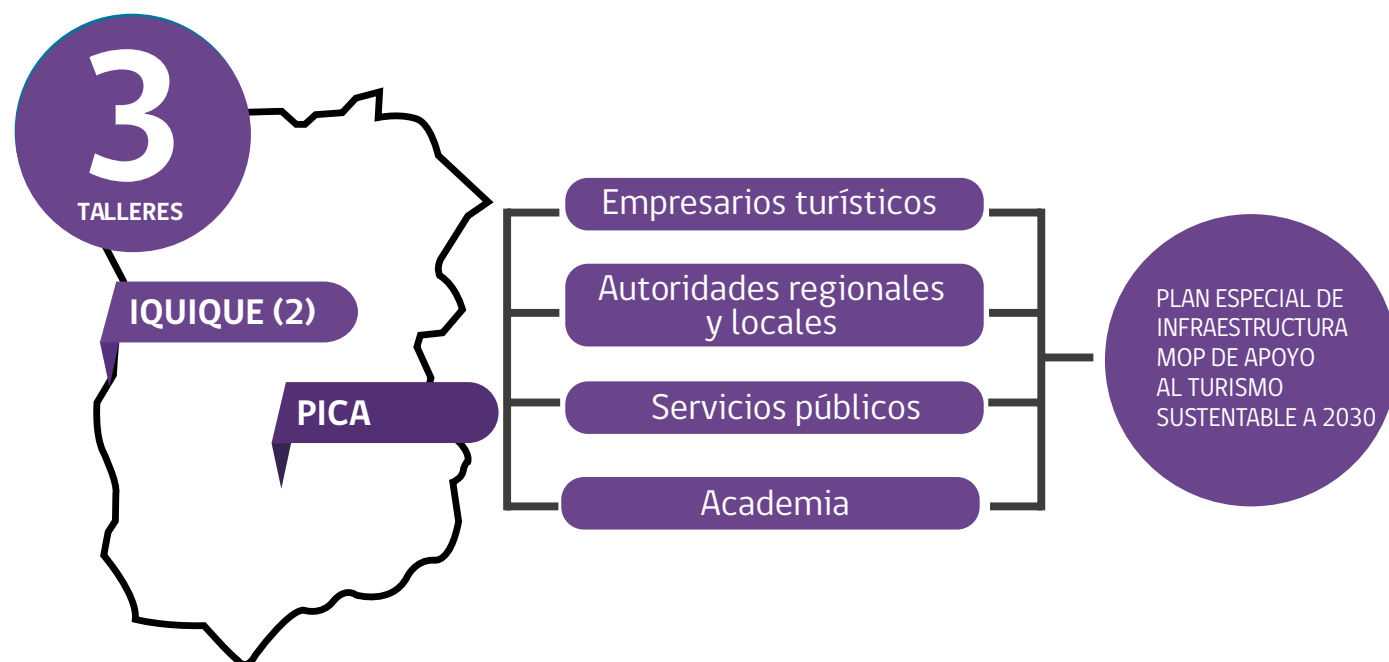 3
TALLERES
IQUIQUE (2)
PICA
Empresarios turísticos
Autoridades regionales
y locales
Servicios públicos
Academia
PLAN ESPECIAL DE
INFRAESTRUCTURA
MOP DE APOYO
AL TURISMO
SUSTENTABLE A 2030